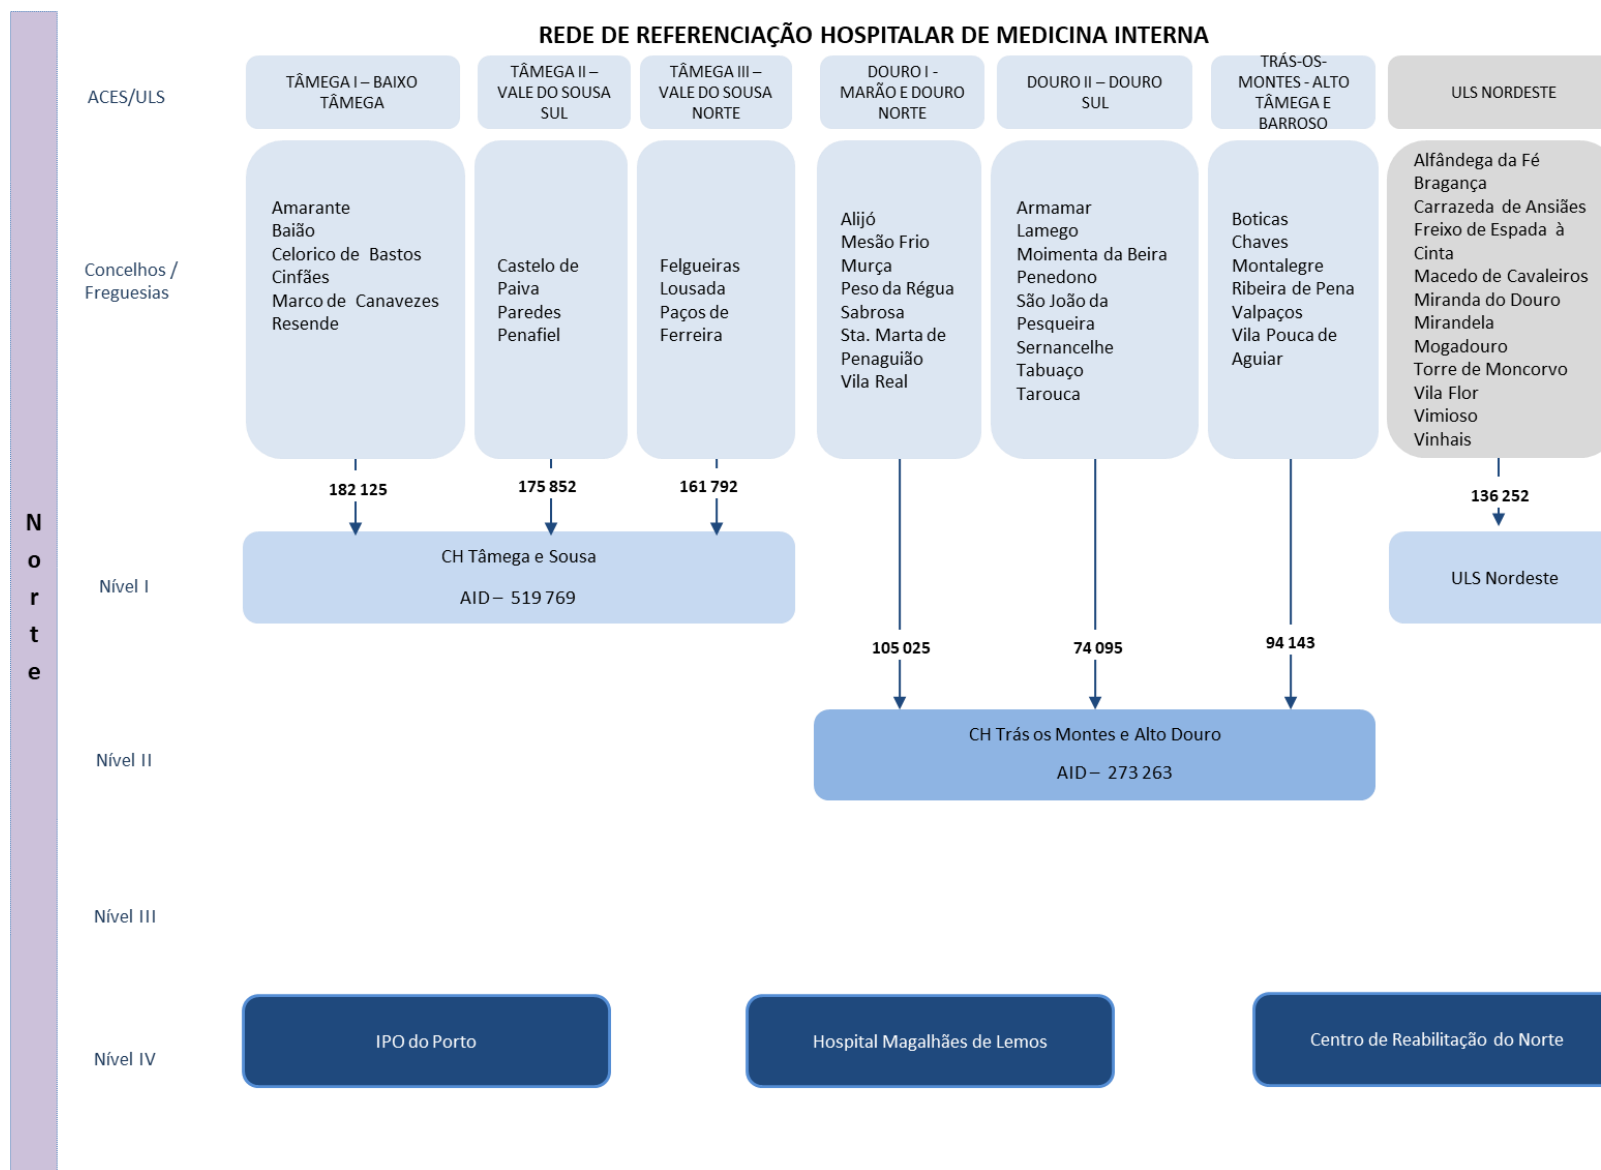 REDE DE REFERENCIAÇÃO HOSPITALAR DE MEDICINA INTERNA
Norte
ACES/ULS
TÂMEGA I – BAIXO
TÂMEGA
TÂMEGA II –
VALE DO SOUSA
SUL
TÂMEGA III –
VALE DO SOUSA
NORTE
DOURO I -
MARÃO E DOURO
NORTE
DOURO II – DOURO
SUL
TRÁS-OS-
MONTES - ALTO
TÂMEGA E
BARROSO
ULS NORDESTE
Concelhos /
Freguesias
Amarante
Baião
Celorico de Bastos
Cinfães
Marco de Canavezes
Resende
Castelo de
Paiva
Paredes
Penafiel
Felgueiras
Lousada
Paços de
Ferreira
Alijó
Mesão Frio
Murça
Peso da Régua
Sabrosa
Sta. Marta de
Penaguião
Vila Real
Armamar
Lamego
Moimenta da Beira
Penedono
São João da
Pesqueira
Sernancelhe
Tabuaço
Tarouca
Boticas
Chaves
Montalegre
Ribeira de Pena
Valpaços
Vila Pouca de
Aguiar
Alfândega da Fé
Bragança
Carrazeda de Ansiães
Freixo de Espada à
Cinta
Macedo de Cavaleiros
Miranda do Douro
Mirandela
Mogadouro
Torre de Moncorvo
Vila Flor
Vimioso
Vinhais
182 125
175 852
161 792
136 252
Nível I
CH Tâmega e Sousa
AID – 519 769
ULS Nordeste
105 025
74 095
94 143
Nível II
CH Trás os Montes e Alto Douro
AID – 273 263
Nível III
Nível IV
IPO do Porto
Hospital Magalhães de Lemos
Centro de Reabilitação do Norte